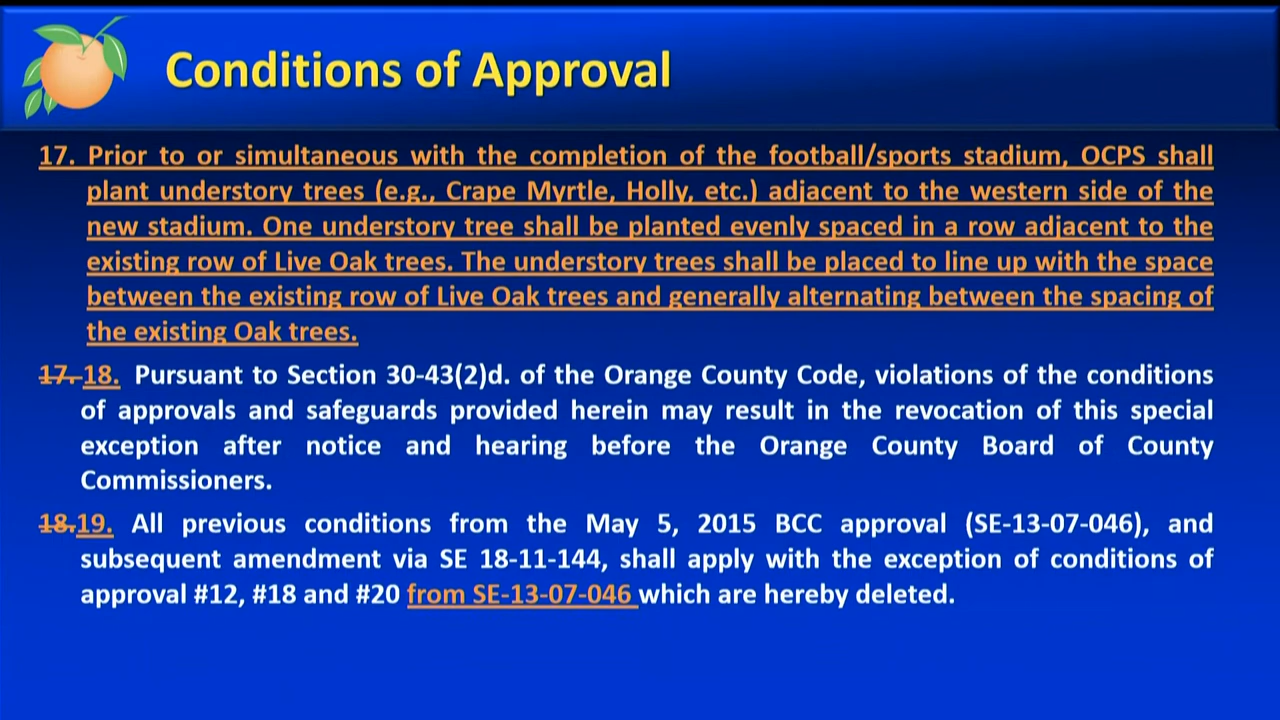 Conditions of Approval
17. Prior to or simultaneous with the completion of the football/sports stadium, OCPS shall
plant understory trees (e.g., Crape Myrtle, Holly, etc.) adjacent to the western side of the
new stadium. One understory tree shall be planted evenly spaced in a row adjacent to the
existing row of Live Oak trees. The understory trees shall be placed to line up with the space
between the existing row of Live Oak trees and generally alternating between the spacing of
the existing Oak trees.
17. 18. Pursuant to Section 30-43(2)d. of the Orange County Code, violations of the conditions
of approvals and safeguards provided herein may result in the revocation of this special
exception after notice and hearing before the Orange County Board of County
Commissioners.
18.19. All previous conditions from the May 5, 2015 BCC approval (SE-13-07-046), and
subsequent amendment via SE 18-11-144, shall apply with the exception of conditions of
approval #12, #18 and #20 from SE-13-07-046 which are hereby deleted.